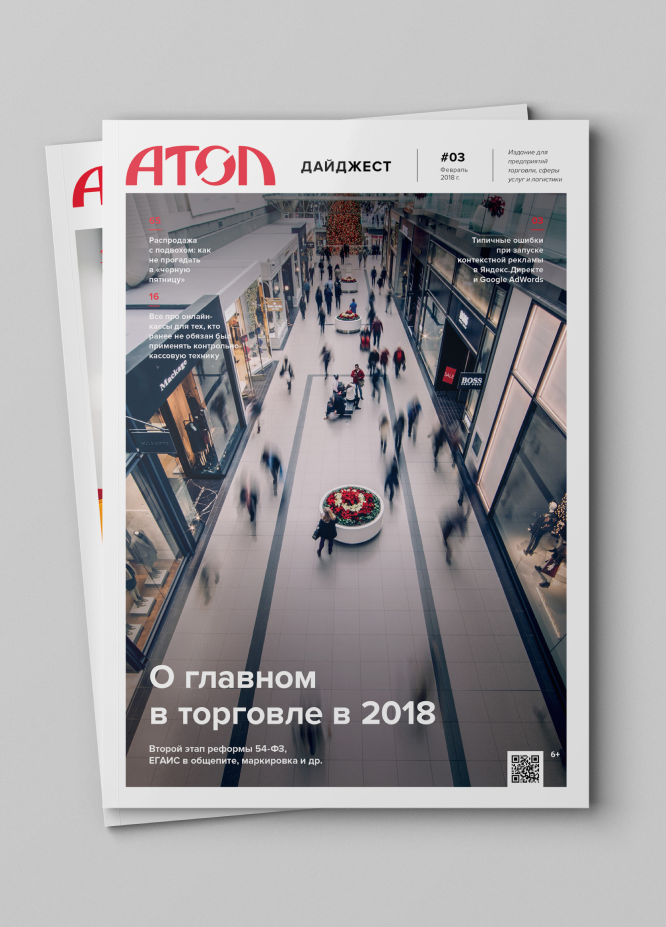 АТОЛ
ДАЙДЖЕСТ
#03
Февраль
2018 г.
Издание для
предприятий
торговли, сферы
услуг и логистики
Распродажа
с подвохом: как
не прогадать
в «черную
пятницу»
16
Все про онлайн-
кассы для тех, кто
ранее не обязан был
применять контрольно-
кассовую технику
Типичные ошибки
при запуске
контекстной рекламы
в Яндекс.Директе
и Google AdWords
Mackage
SALE
BOSS
О главном
в торговле в 2018
Второй этап реформы 54-ФЗ,
ЕГАИС в общепите, маркировка и др.
6+